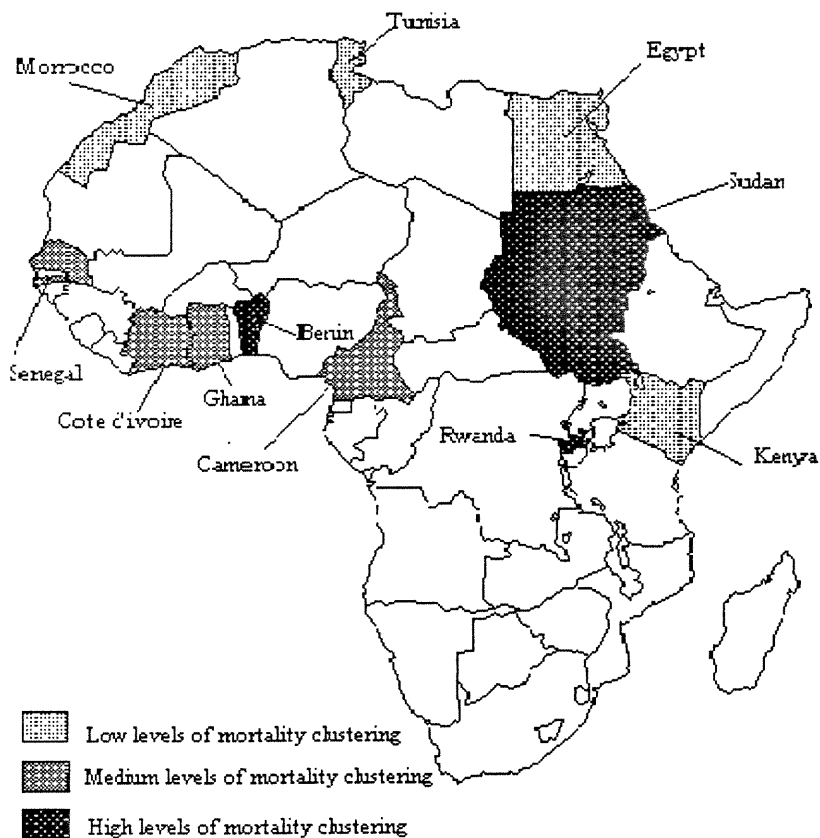 Tunisia
Morrocco
Egypt
Sudan
Benin
Senegal
Ghana
Cote d'ivoire
Rwanda
Cameroon
Kenya
Low levels of mortality clustering
Medium levels of mortality clustering
High levels of mortality clustering